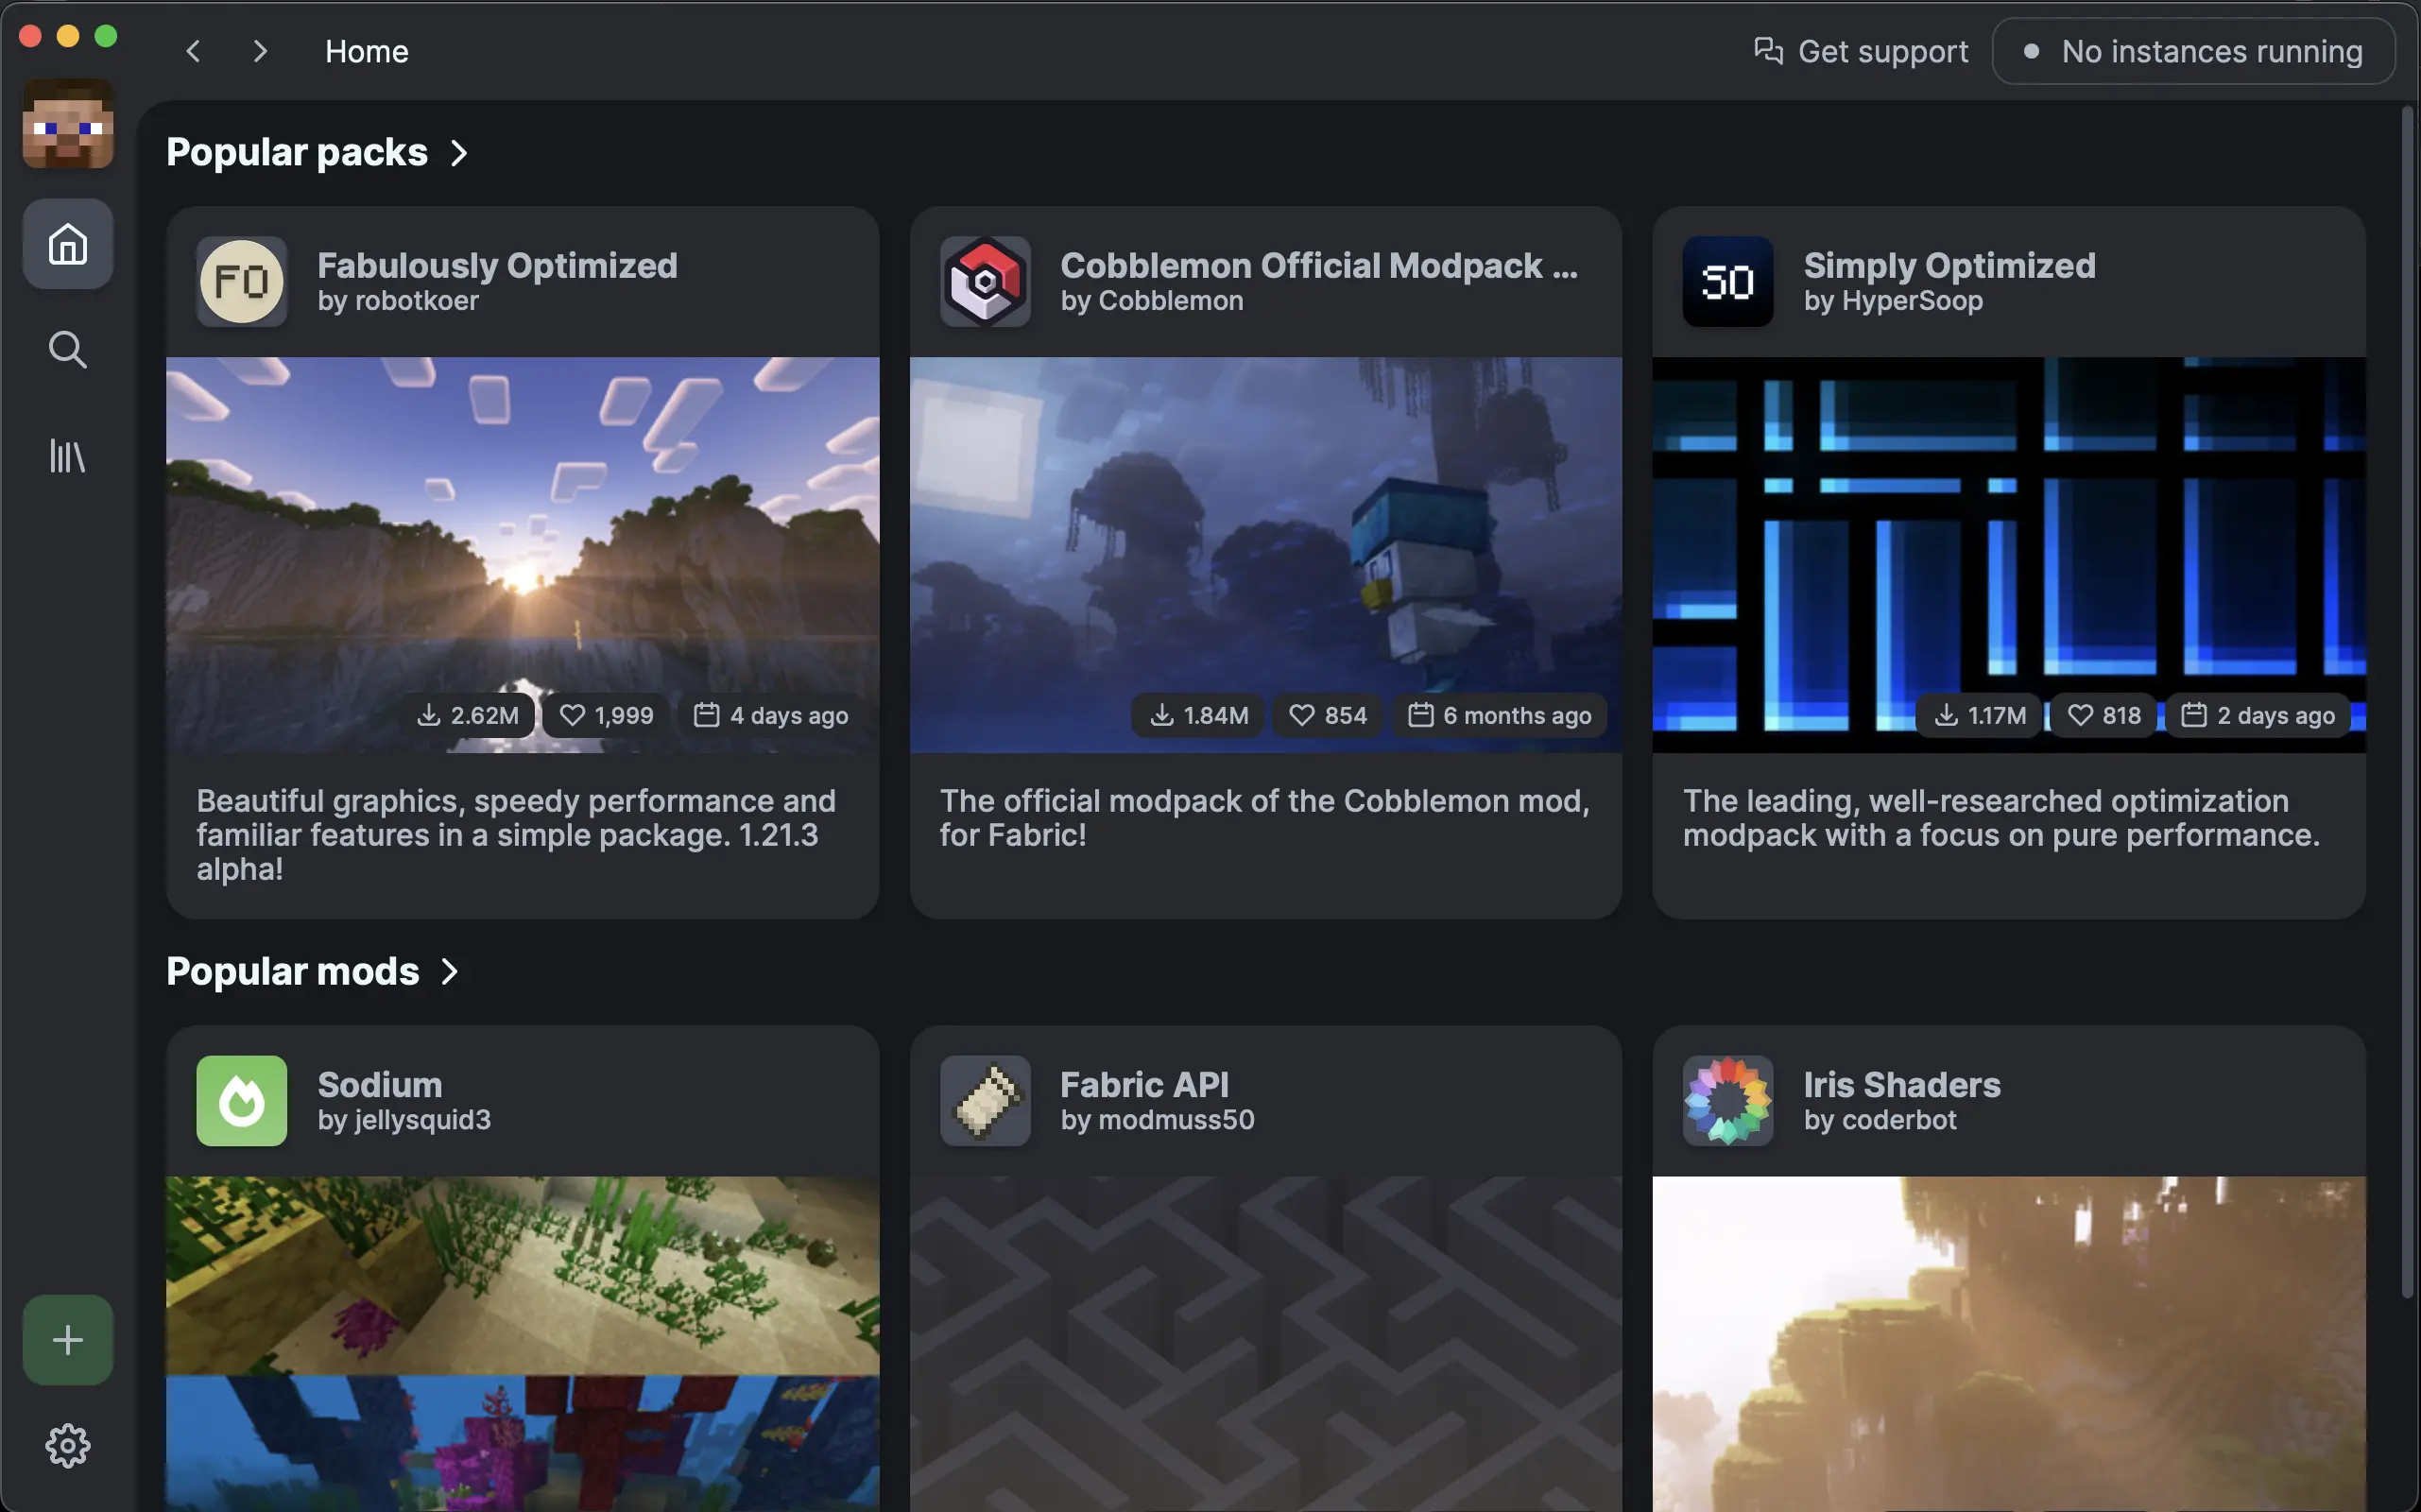 Home
Get support
No instances running
Popular packs
FO
Fabulously Optimized
by robotkoer
2.62M
1,999
4 days ago
Beautiful graphics, speedy performance and
familiar features in a simple package. 1.21.3
alpha!
Cobblemon Official Modpack ...
by Cobblemon
1.84M
854
6 months ago
The official modpack of the Cobblemon mod,
for Fabric!
SO
Simply Optimized
by HyperSoop
1.17M
818
2 days ago
The leading, well-researched optimization
modpack with a focus on pure performance.
Popular mods
Sodium
by jellysquid3
Fabric API
by modmuss50
Iris Shaders
by coderbot